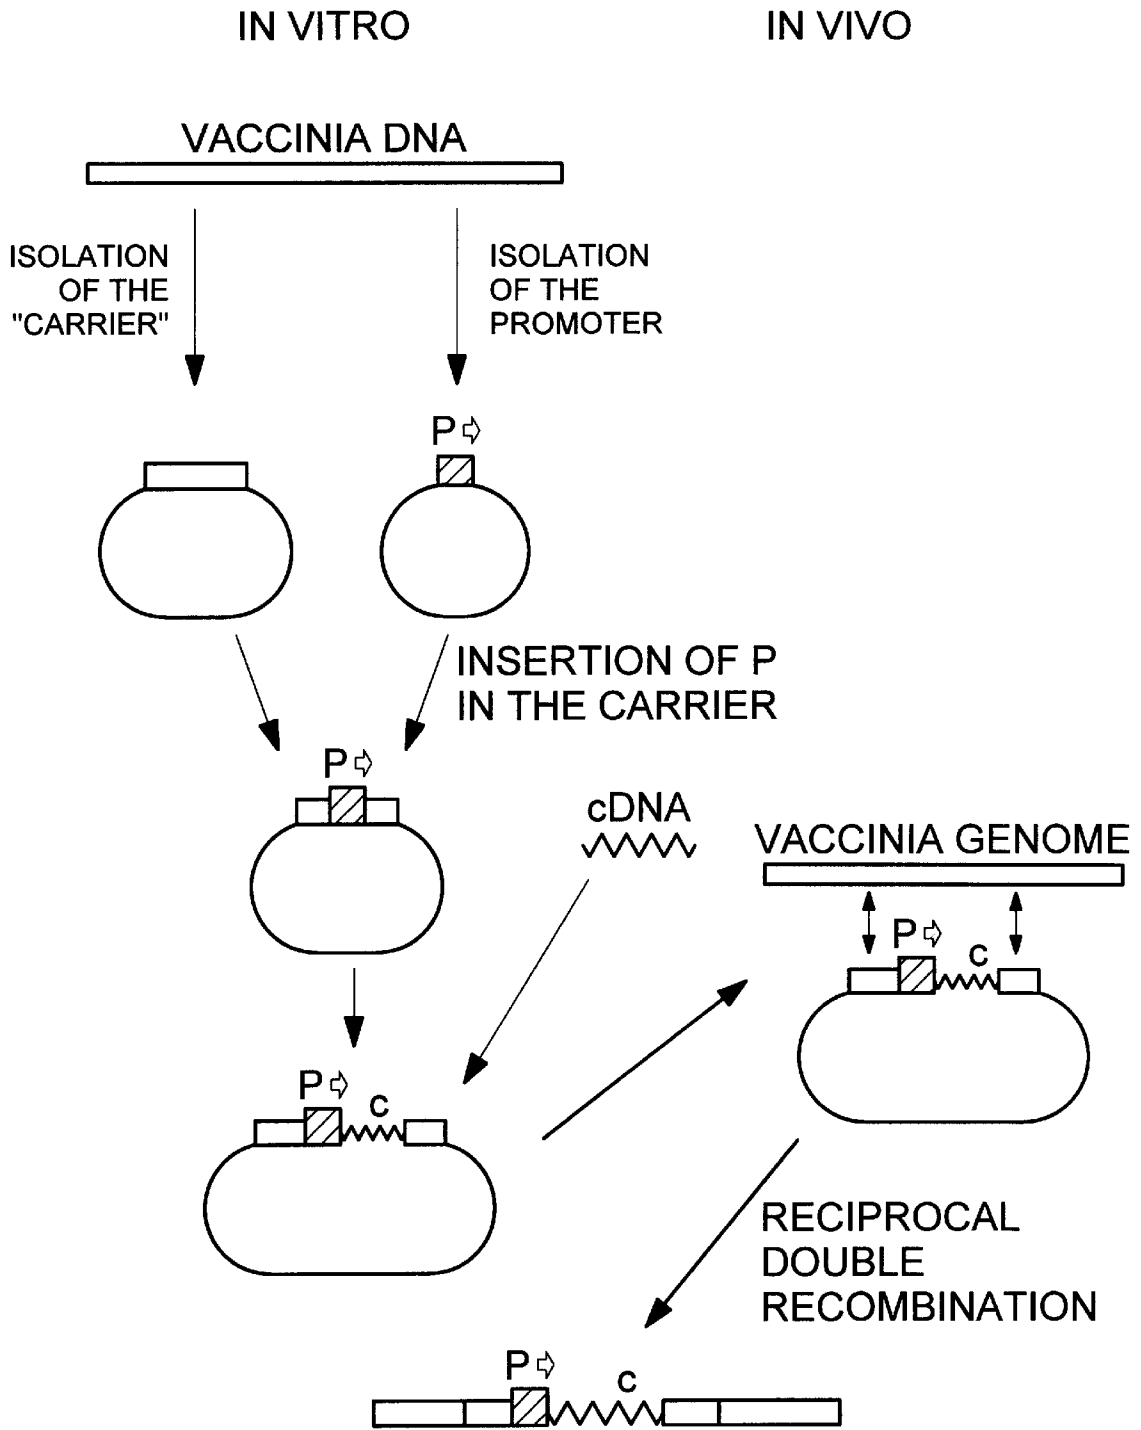 IN VITRO
IN VIVO
VACCINIA DNA
ISOLATION
OF THE
"CARRIER"
ISOLATION
OF THE
PROMOTER
P
INSERTION OF P
IN THE CARRIER
P
cDNA
VACCINIA GENOME
P
c
P
c
RECIPROCAL
DOUBLE
RECOMBINATION
P
c